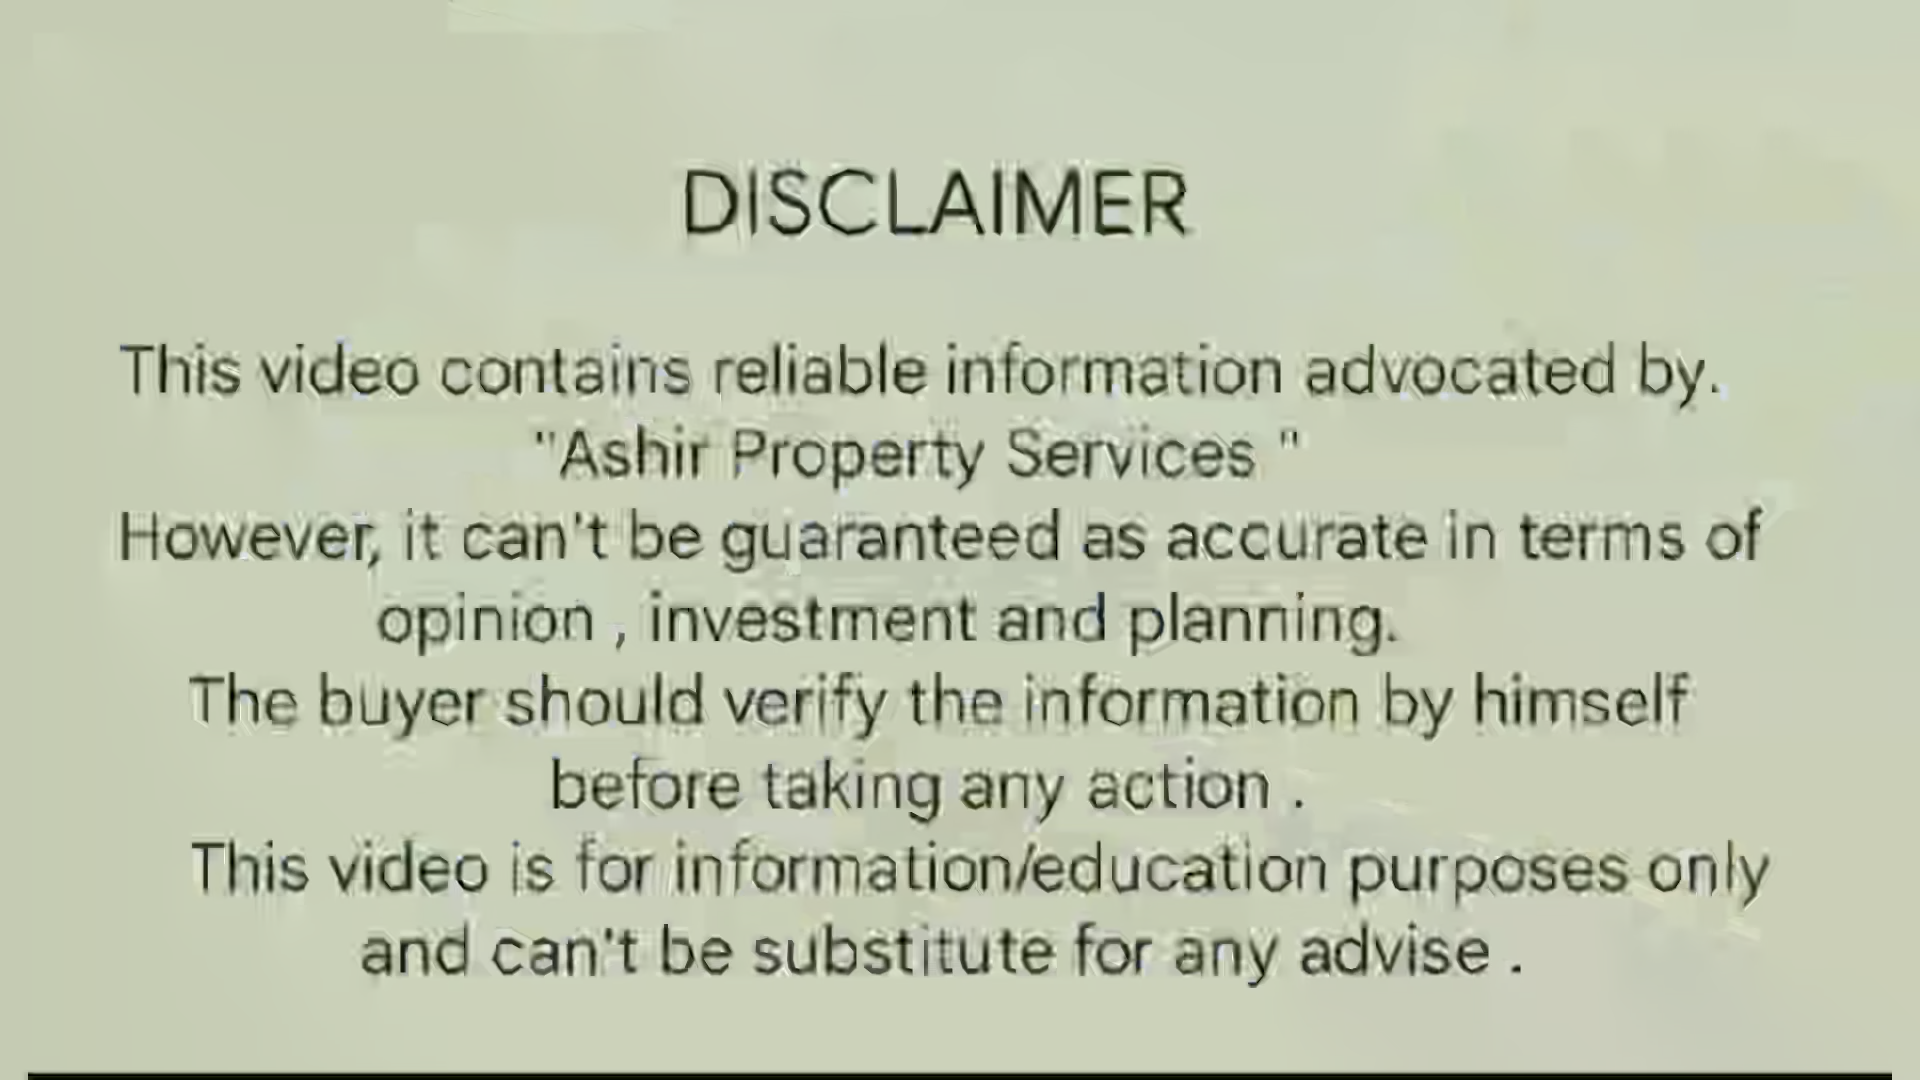 DISCLAIMER
This video contains reliable information advocated by.
"Ashir Property Services "
However, it can't be guaranteed as accurate in terms of
opinion , investment and planning.
The buyer should verify the information by himself
before taking any action .
This video is for information/education purposes only
and can't be substitute for any advise .